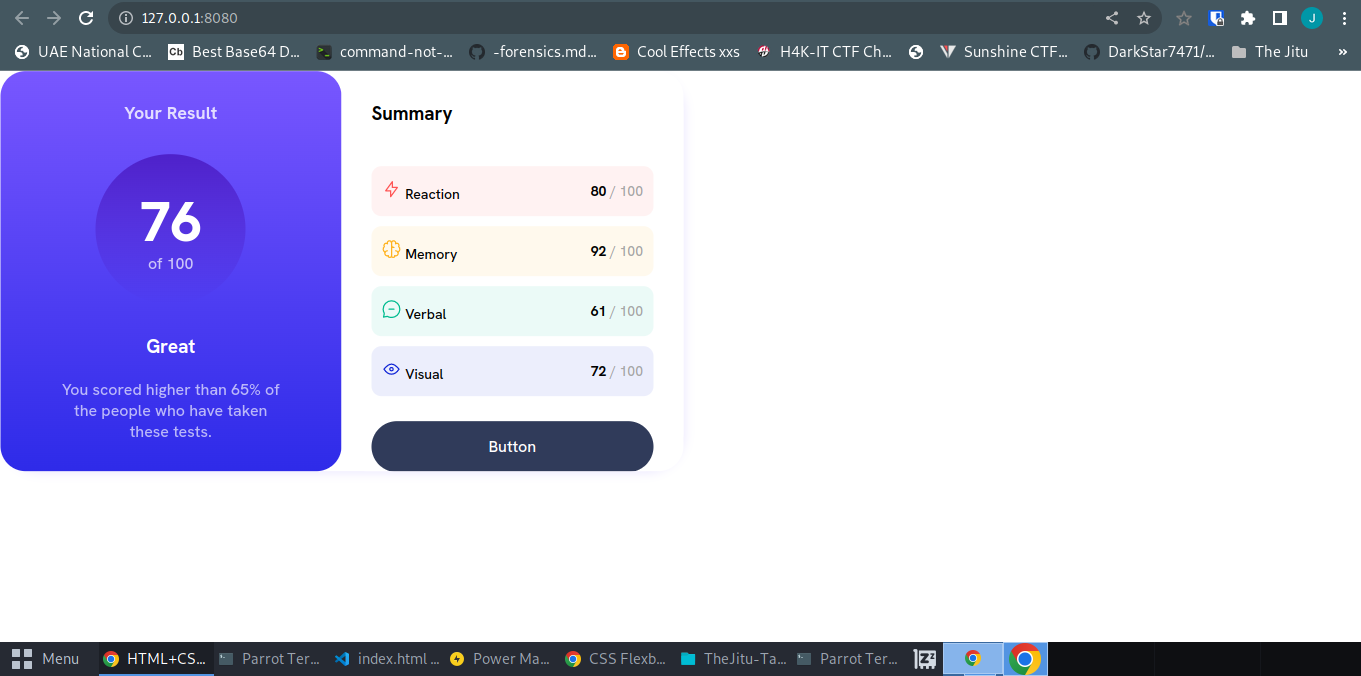 127.0.0.1:8080
J
UAE National C...
Cb Best Base64 D...
command-not-...
-forensics.md...
Cool Effects xxs
H4K-IT CTF Ch...
Sunshine CTF...
DarkStar7471/...
The Jitu
»
Your Result
76
of 100
Great
You scored higher than 65% of
the people who have taken
these tests.
Summary
Reaction 80 / 100
Memory 92 / 100
Verbal 61 / 100
Visual 72 / 100
Button
Menu
HTML+CS...
Parrot Ter...
index.html ...
Power Ma...
CSS Flexb...
TheJitu-Ta...
Parrot Ter...